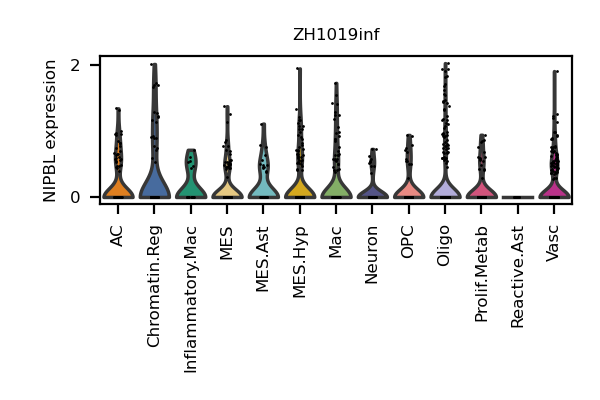 ZH1019inf
NIPBL expression
2
0
AC
Chromatin.Reg
Inflammatory.Mac
MES
MES.Ast
MES.Hyp
Mac
Neuron
OPC
Oligo
Prolif.Metab
Reactive.Ast
Vasc